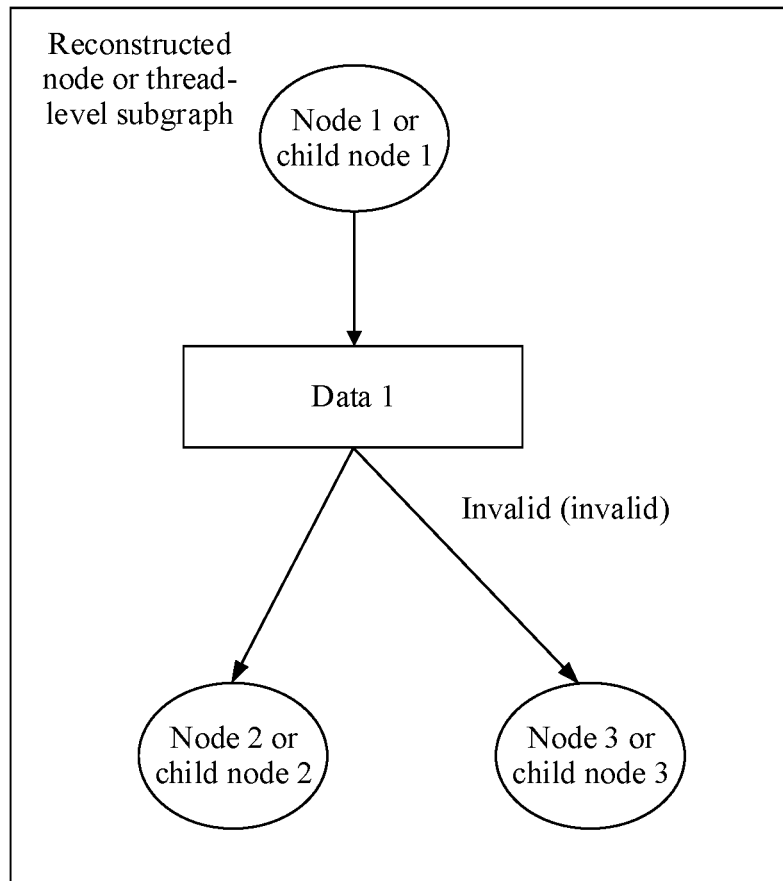 Reconstructed
node or thread-
level subgraph
Node 1 or
child node 1
Data 1
Invalid (invalid)
Node 2 or
child node 2
Node 3 or
child node 3